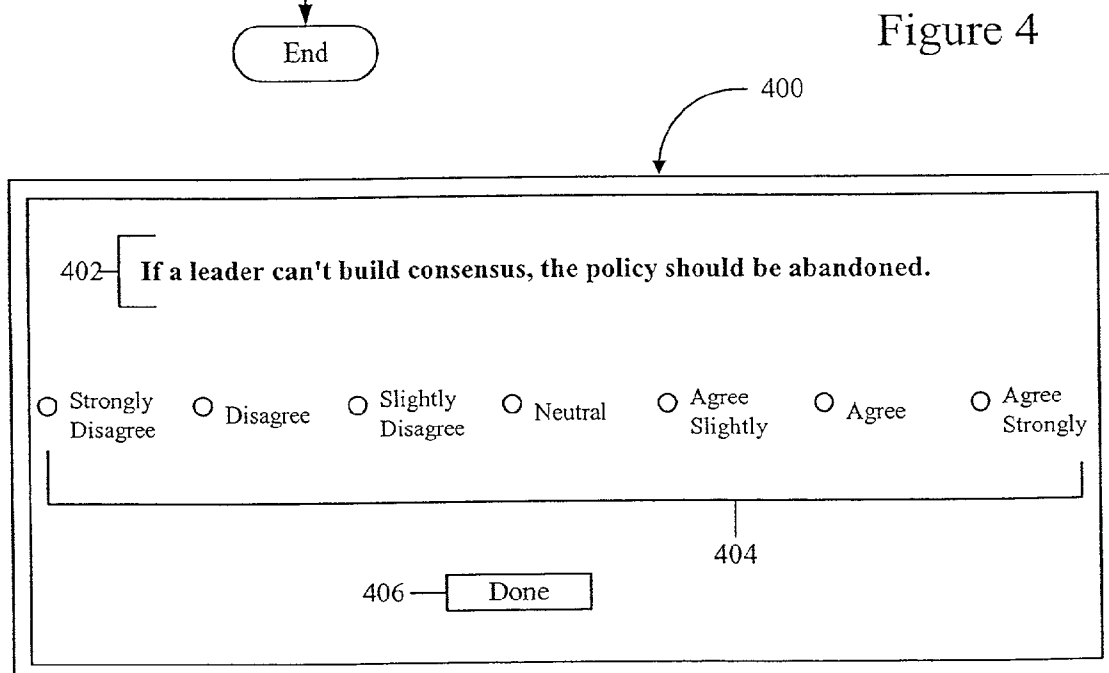 End
Figure 4
400
402
If a leader can't build consensus, the policy should be abandoned.
Strongly Disagree
Disagree
Slightly Disagree
Neutral
Agree Slightly
Agree
Agree Strongly
404
406
Done